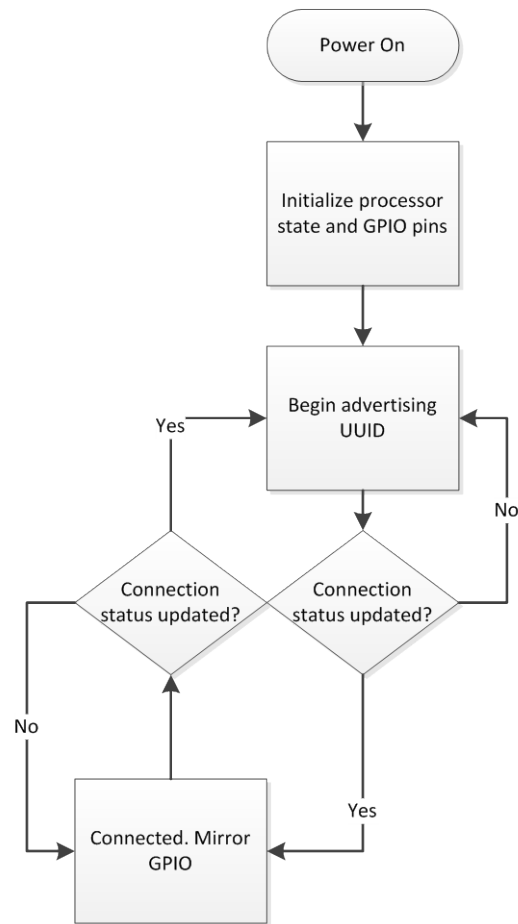 Power On
Initialize processor
state and GPIO pins
Begin advertising
UUID
Yes
No
Connection
status updated?
Connection
status updated?
No
Yes
Connected. Mirror
GPIO